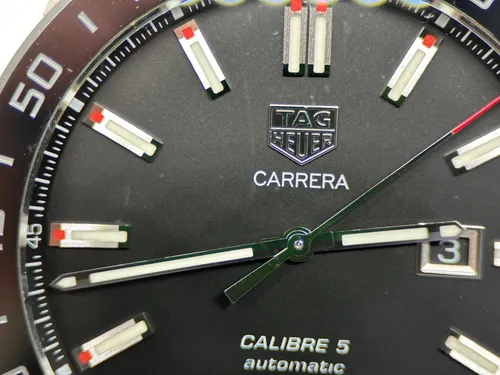 50
TAG
HEUER
CARRERA
45
3
CALIBRE 5
automatic